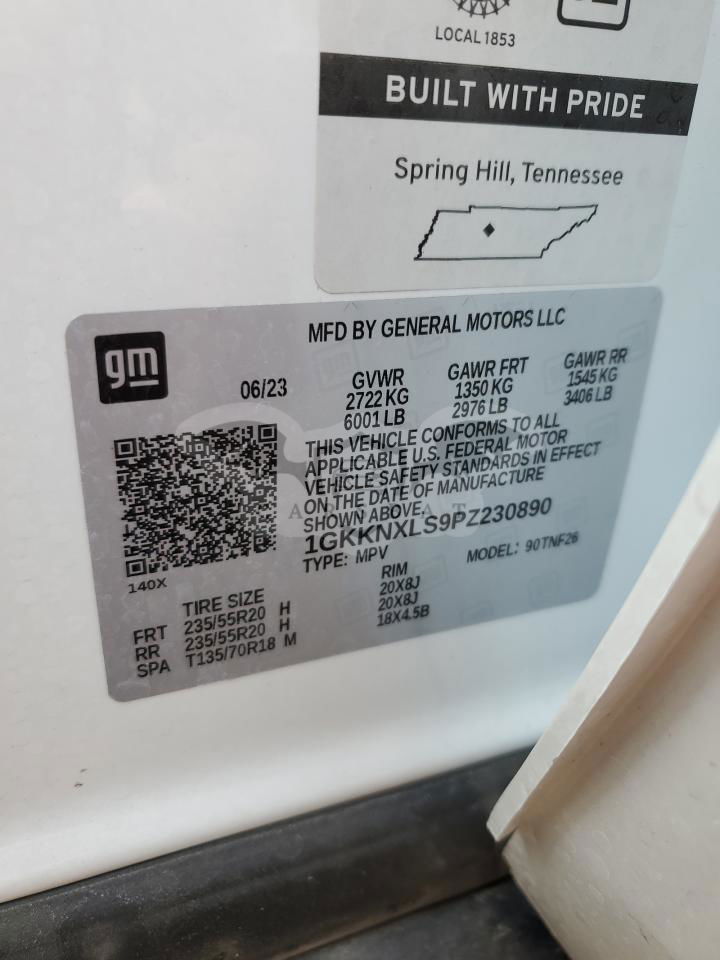 LOCAL 1853
BUILT WITH PRIDE
Spring Hill, Tennessee
gm
MFD BY GENERAL MOTORS LLC
06/23
GVWR
2722 KG
6001 LB
GAWR FRT
1350 KG
2976 LB
GAWR RR
1545 KG
3406 LB
THIS VEHICLE CONFORMS TO ALL
APPLICABLE U.S. FEDERAL MOTOR
VEHICLE SAFETY STANDARDS IN EFFECT
ON THE DATE OF MANUFACTURE
SHOWN ABOVE.
1GKKNXLS9PZ230890
TYPE: MPV
MODEL: 90TNF26
140X
TIRE SIZE
RIM
FRT 235/55R20 H 20X8J
RR 235/55R20 H 20X8J
SPA T135/70R18 M 18X4.5B